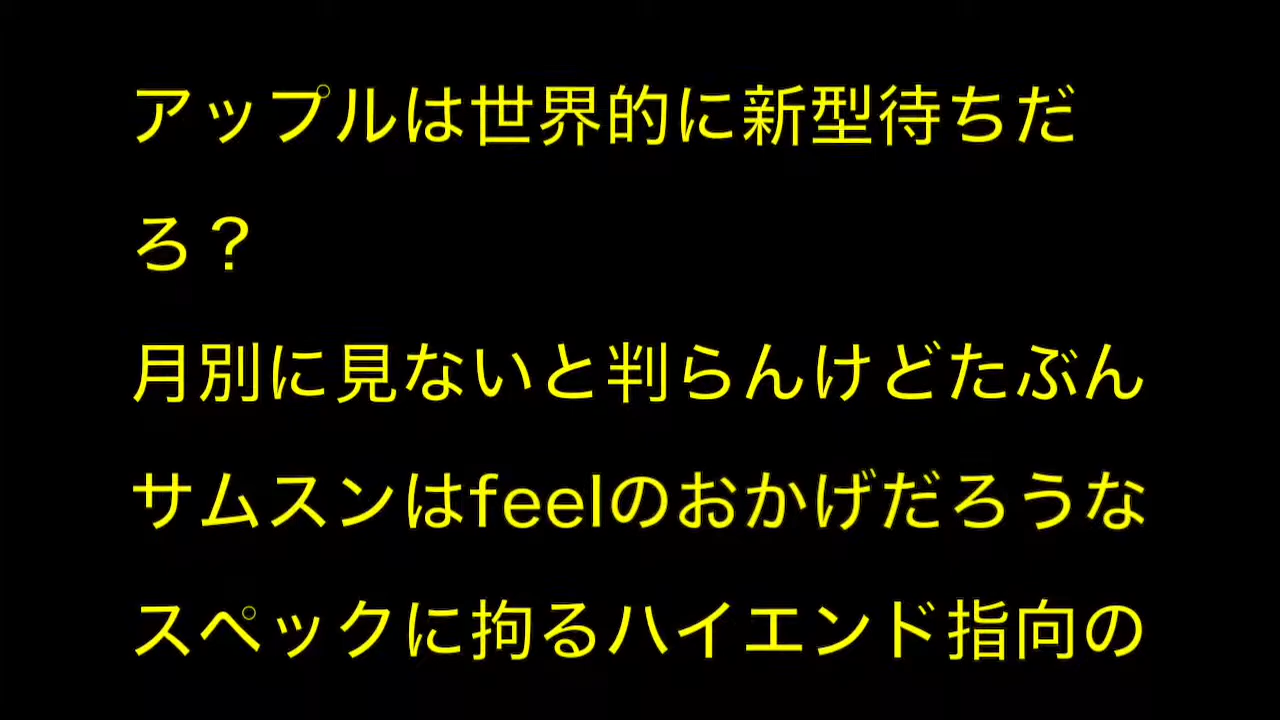 アップルは世界的に新型待ちだ
ろ？
月別に見ないと判らんけどたぶん
サムスンはfeelのおかげだろうな
スペックに拘るハイエンド指向の